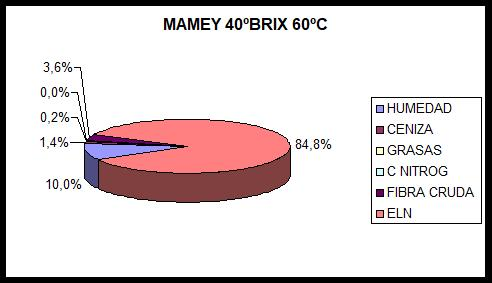 MAMEY 40ºBRIX 60ºC
3,6%
0,0%
0,2%
1,4%
10,0%
84,8%
HUMEDAD
CENIZA
GRASAS
C NITROG
FIBRA CRUDA
ELN